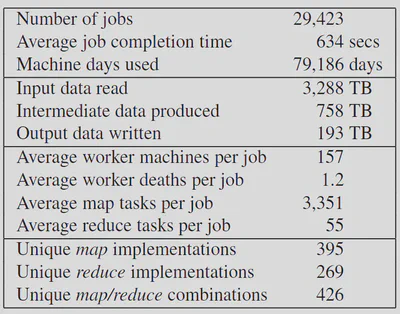 Number of jobs 29,423
Average job completion time 634 secs
Machine days used 79,186 days
Input data read 3,288 TB
Intermediate data produced 758 TB
Output data written 193 TB
Average worker machines per job 157
Average worker deaths per job 1.2
Average map tasks per job 3,351
Average reduce tasks per job 55
Unique map implementations 395
Unique reduce implementations 269
Unique map/reduce combinations 426